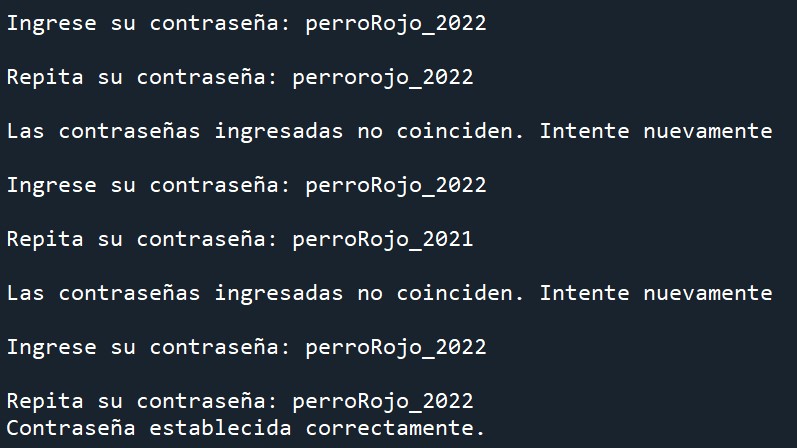 Ingrese su contraseña: perroRojo_2022
Repita su contraseña: perrorojo_2022
Las contraseñas ingresadas no coinciden. Intente nuevamente
Ingrese su contraseña: perroRojo_2022
Repita su contraseña: perroRojo_2021
Las contraseñas ingresadas no coinciden. Intente nuevamente
Ingrese su contraseña: perroRojo_2022
Repita su contraseña: perroRojo_2022
Contraseña establecida correctamente.